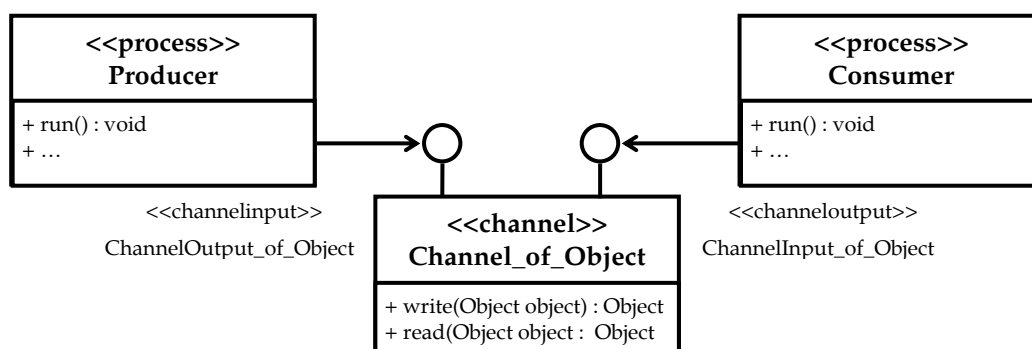 <<process>>
Producer
+ run() : void
+ …
<<process>>
Consumer
+ run() : void
+ …
<<channelinput>>
ChannelOutput_of_Object
<<channel>>
Channel_of_Object
+ write(Object object) : Object
+ read(Object object :  Object
<<channeloutput>>
ChannelInput_of_Object